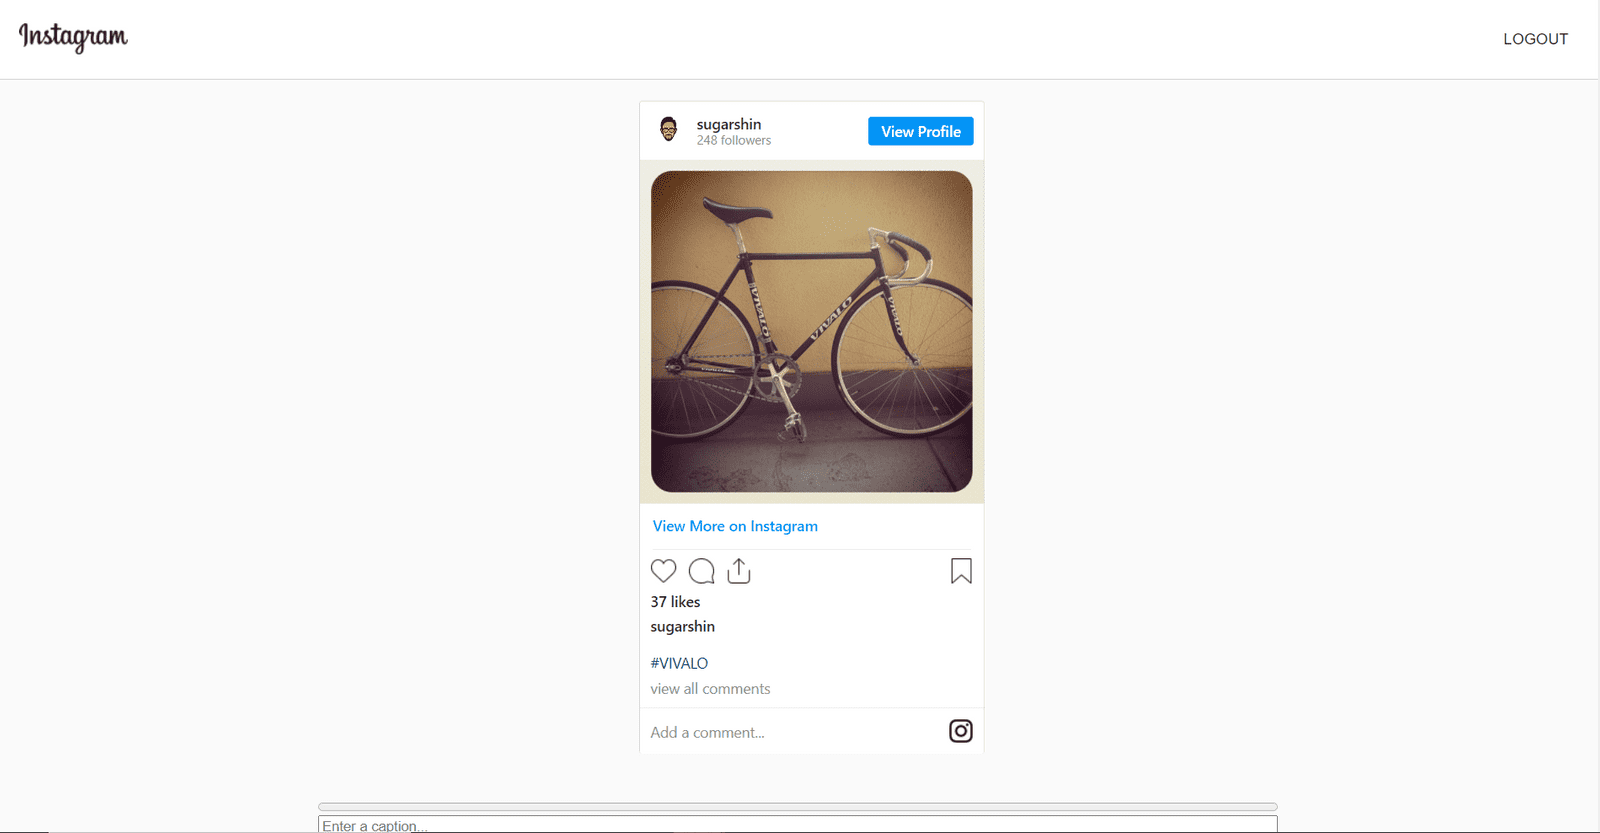 Instagram
LOGOUT
sugarshin
248 followers
View Profile
VIVALO
VIVALO
VIVALO
View More on Instagram
37 likes
sugarshin
#VIVALO
view all comments
Add a comment...
Enter a caption...